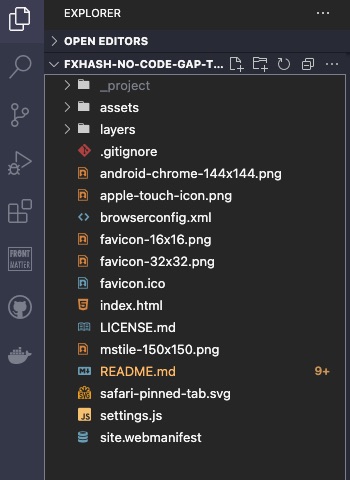 EXPLORER
OPEN EDITORS
FXHASH-NO-CODE-GAP-T...
_project
assets
layers
.gitignore
android-chrome-144x144.png
apple-touch-icon.png
browserconfig.xml
favicon-16x16.png
favicon-32x32.png
favicon.ico
FRONT
MATTER
index.html
LICENSE.md
mstile-150x150.png
README.md 9+
SVG
safari-pinned-tab.svg
JS settings.js
site.webmanifest